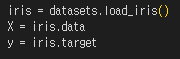 iris = datasets.load_iris()
X = iris.data
y = iris.target